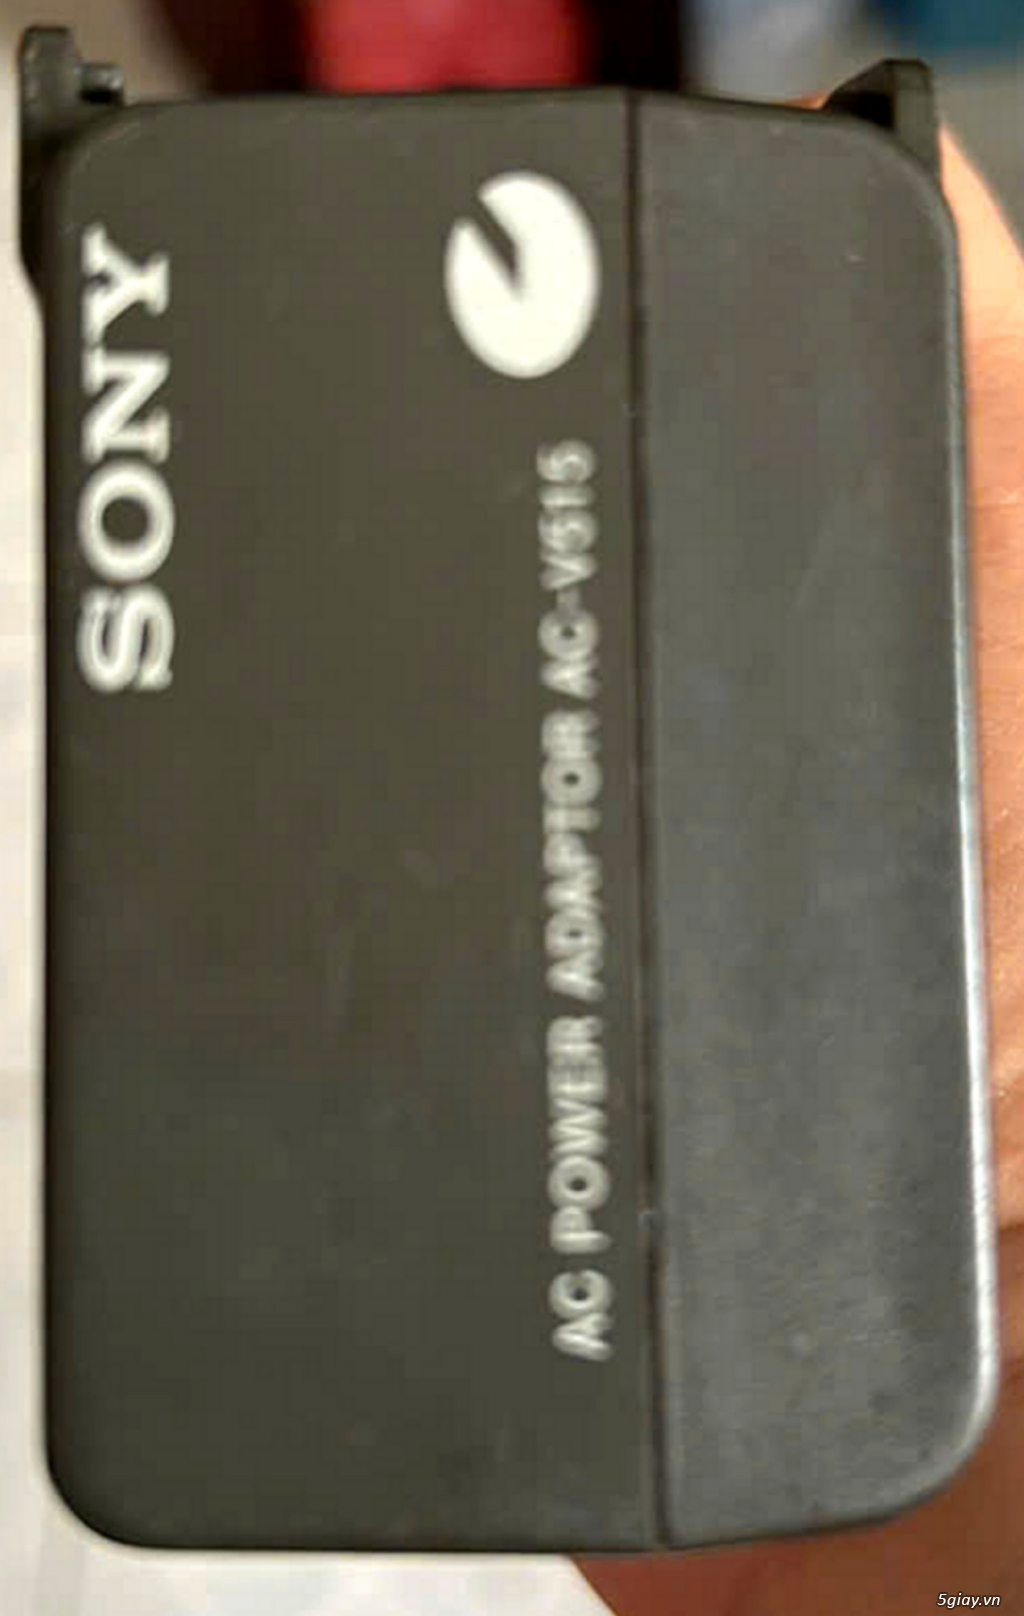 SONY
AC POWER ADAPTOR AC-V515
5giay.vn